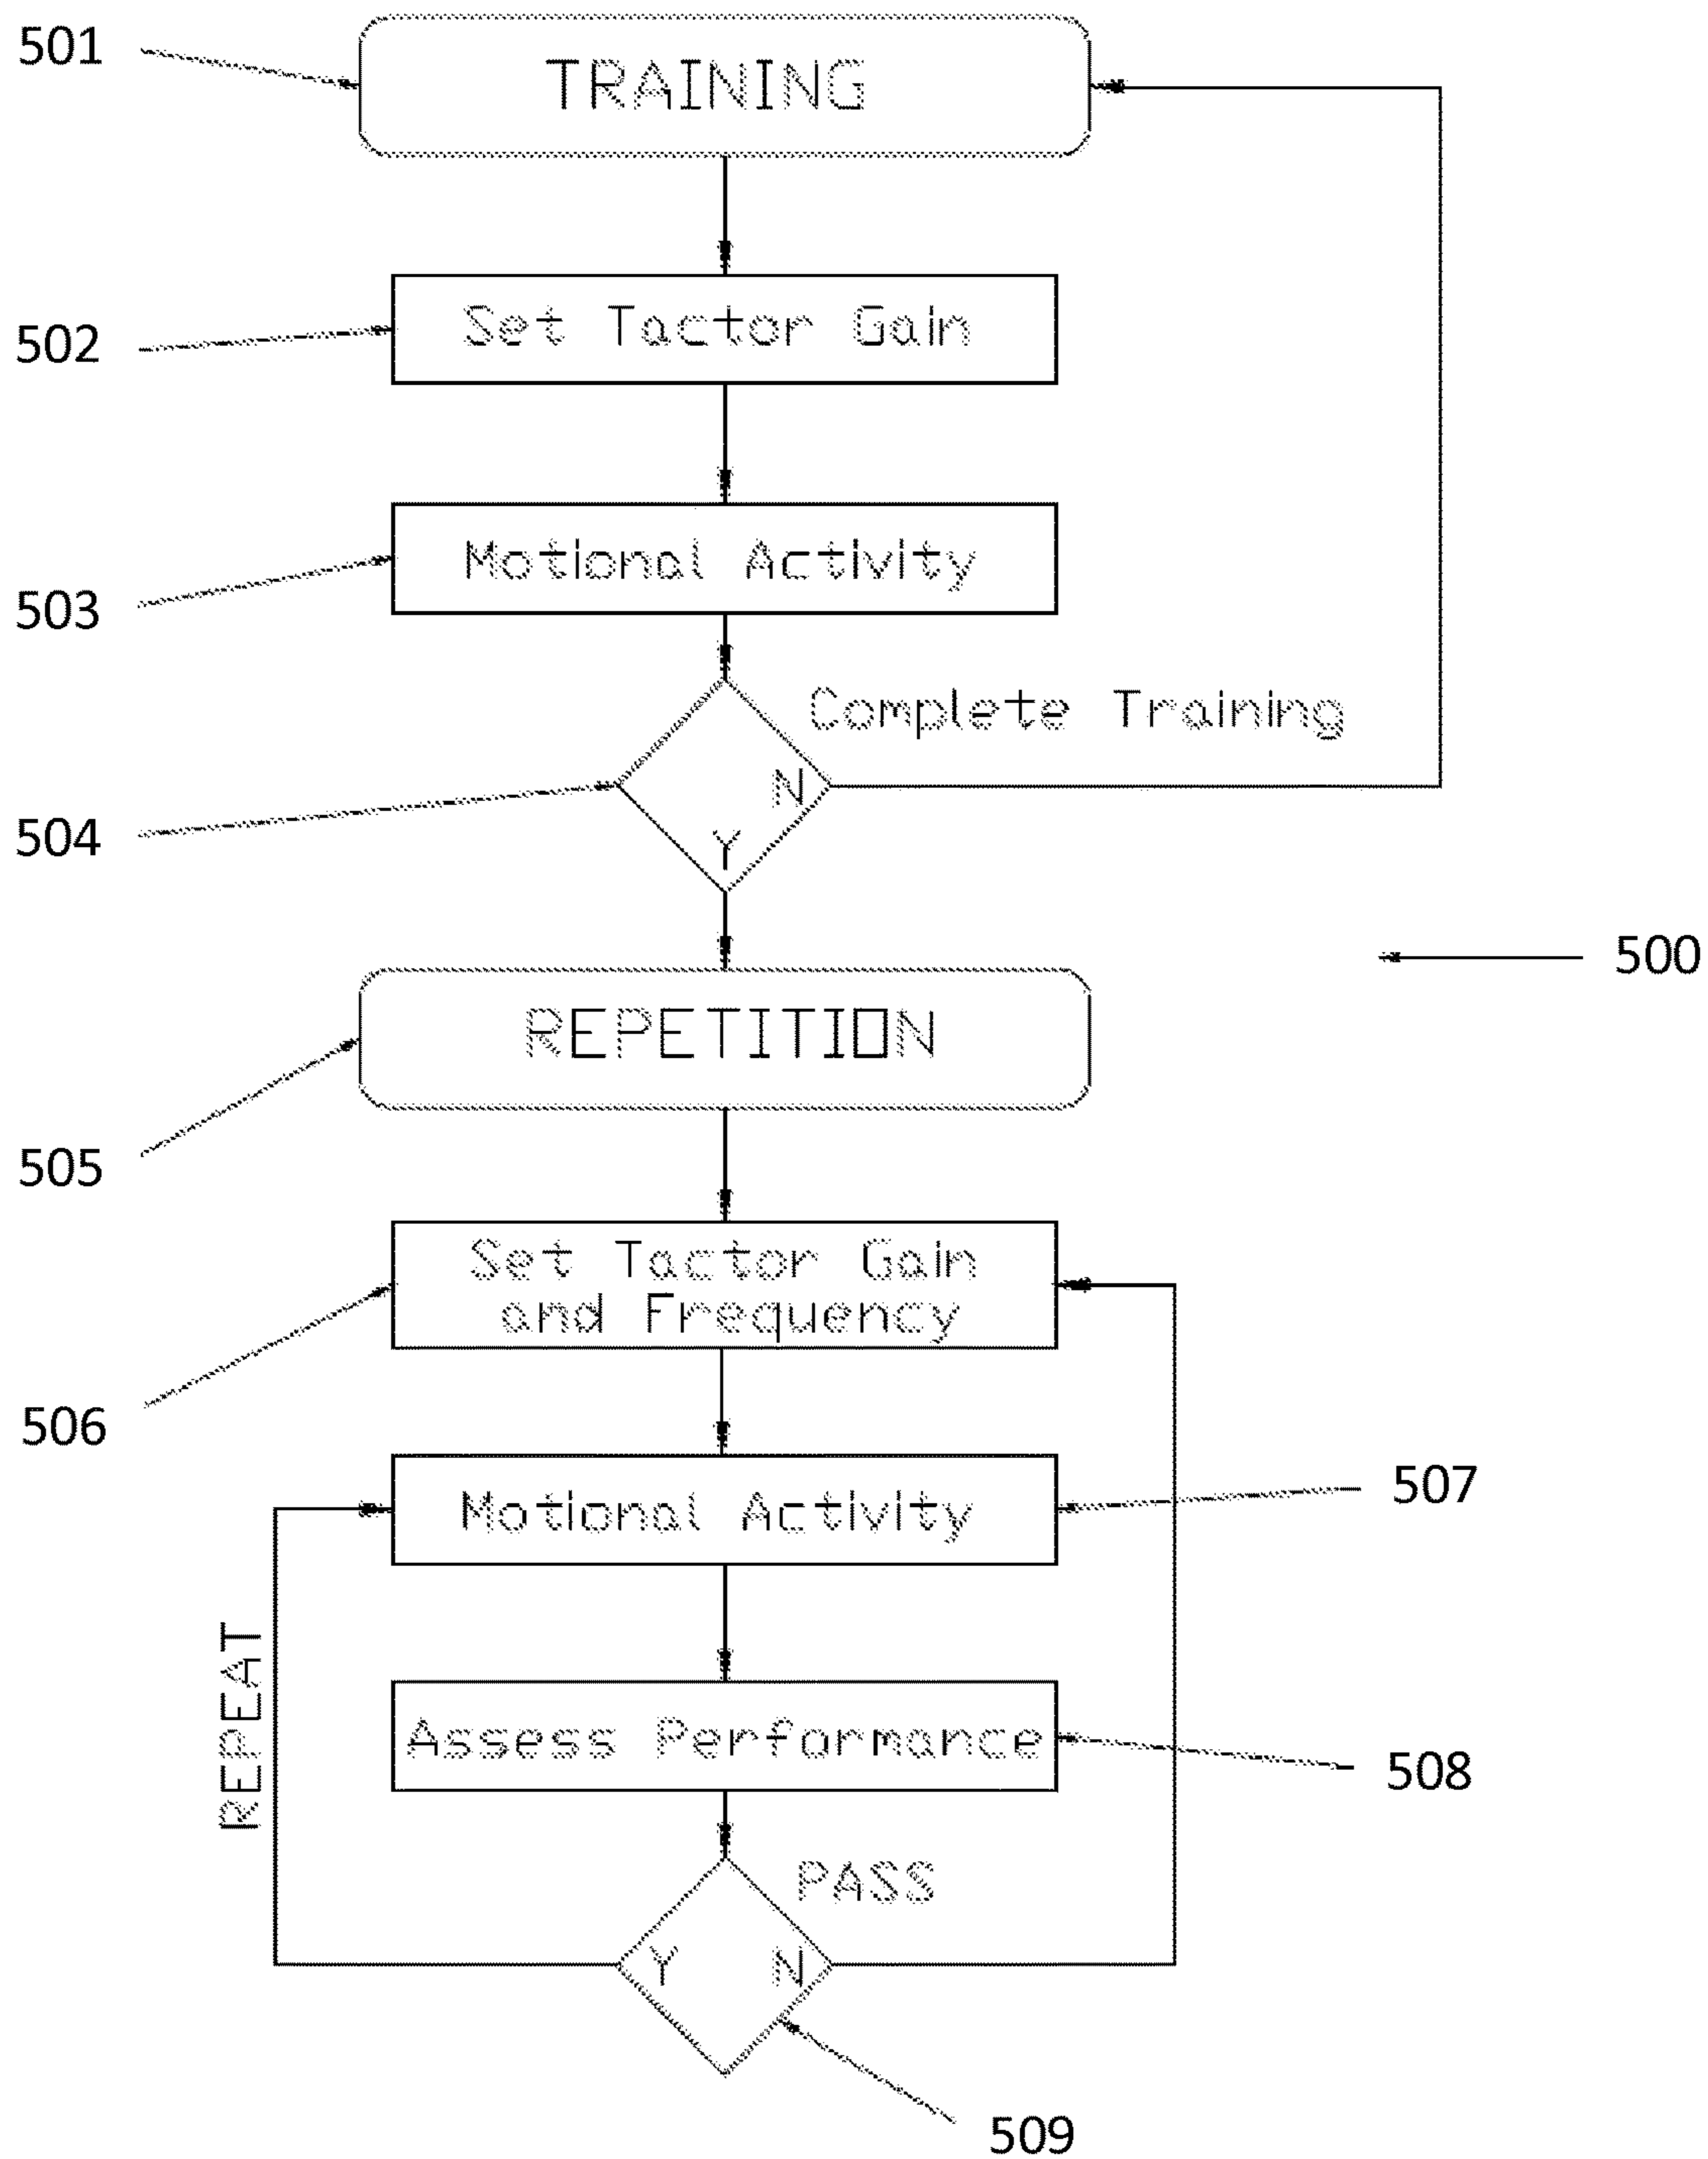 501
TRAINING
502
Set Tactor Gain
503
Motional Activity
Complete Training
N
504
Y
500
REPETITION
505
Set Tactor Gain
and Frequency
506
507
Motional Activity
REPEAT
Assess Performance
508
PASS
Y N
509